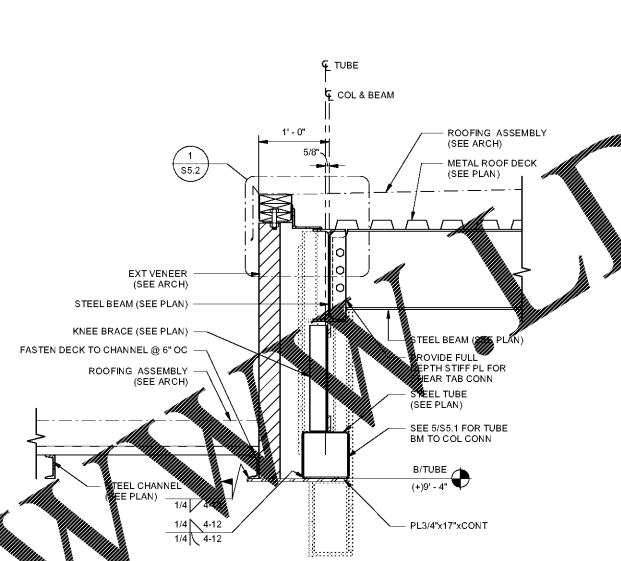 ℄ TUBE
℄ COL & BEAM
1' - 0"
5/8"
1
S5.2
ROOFING ASSEMBLY
(SEE ARCH)
METAL ROOF DECK
(SEE PLAN)
EXT VENEER
(SEE ARCH)
STEEL BEAM (SEE PLAN)
KNEE BRACE (SEE PLAN)
FASTEN DECK TO CHANNEL @ 6" OC
ROOFING ASSEMBLY
(SEE ARCH)
STEEL BEAM (SEE PLAN)
PROVIDE FULL
DEPTH STIFF PL FOR
SHEAR TAB CONN
STEEL TUBE
(SEE PLAN)
SEE 5/S5.1 FOR TUBE
BM TO COL CONN
B/TUBE
(+)9' - 4"
STEEL CHANNEL
(SEE PLAN)
1/4
1/4 4-12
1/4 4-12
PL3/4"x17"xCONT
WWW.